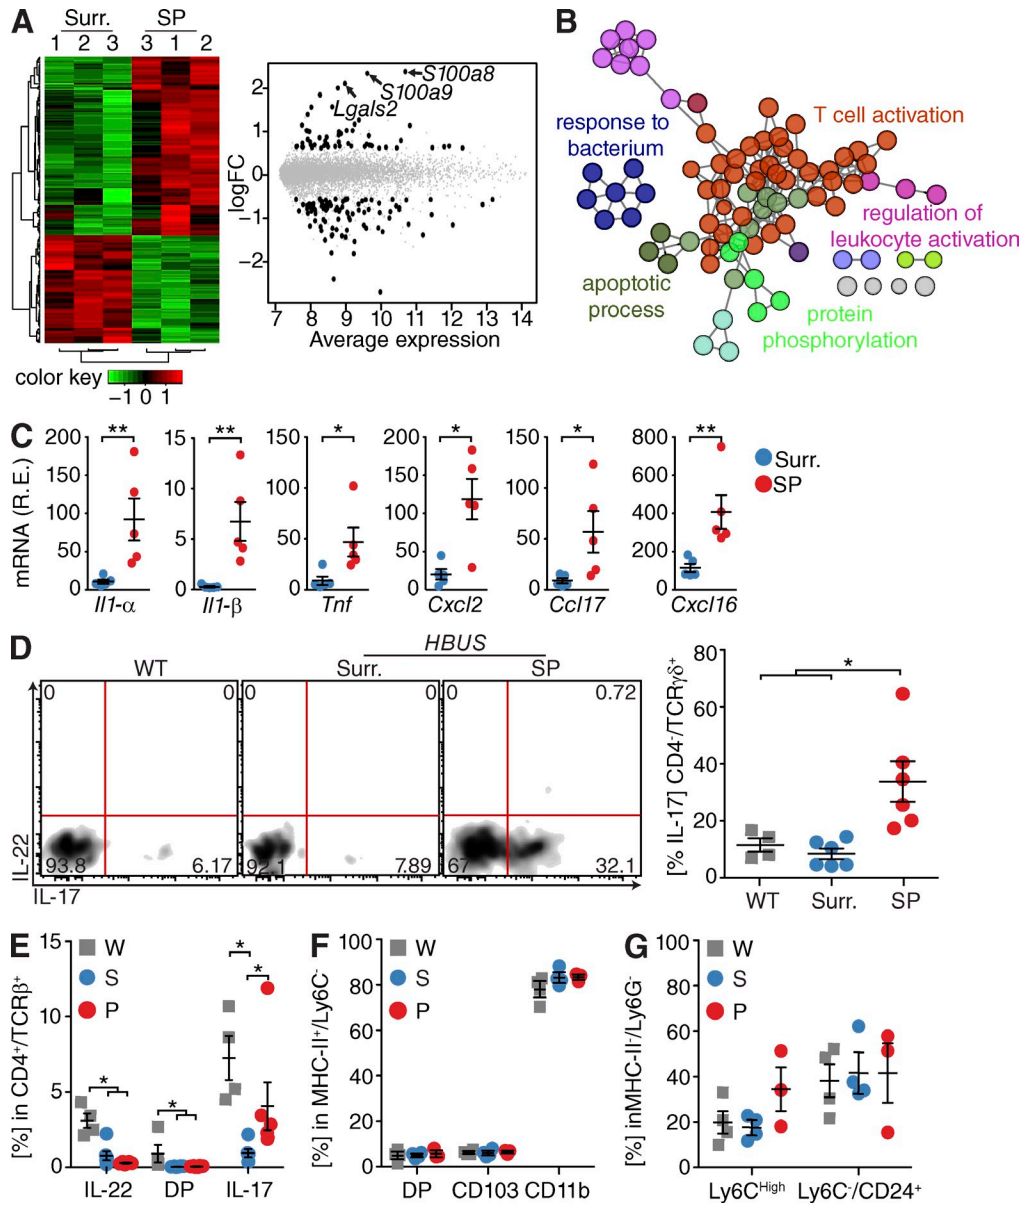 A
Surr. SP
1 2 3 3 1 2
color key
−1 0 1
logFC
2
1
0
−1
−2
S100a8
S100a9
Lgals2
7 8 9 10 11 12 13 14
Average expression
B
response to
bacterium
T cell activation
regulation of
leukocyte activation
apoptotic
process
protein
phosphorylation
C
mRNA (R.E.)
200
150
100
50
0
**
Il1-α
15
10
5
0
**
Il1-β
150
100
50
0
*
Tnf
200
150
100
50
0
*
Cxcl2
150
100
50
0
*
Ccl17
800
600
400
200
0
**
Cxcl16
Surr.
SP
D
HBUS
WT Surr. SP
0 0 0 0 0 0.72
93.8 6.17 92.1 7.89 67 32.1
IL-22
IL-17
[% IL-17] CD4-/TCRγδ+
80
60
40
20
0
*
WT Surr. SP
E
[%] in CD4+/TCRβ+
15
10
5
0
W
S
P
* * * *
IL-22 DP IL-17
F
[%] in MHC-II+/Ly6C-
100
80
60
40
20
0
W
S
P
DP CD103 CD11b
G
[%] inMHC-II-/Ly6G-
100
80
60
40
20
0
W
S
P
Ly6CHigh Ly6C-/CD24+